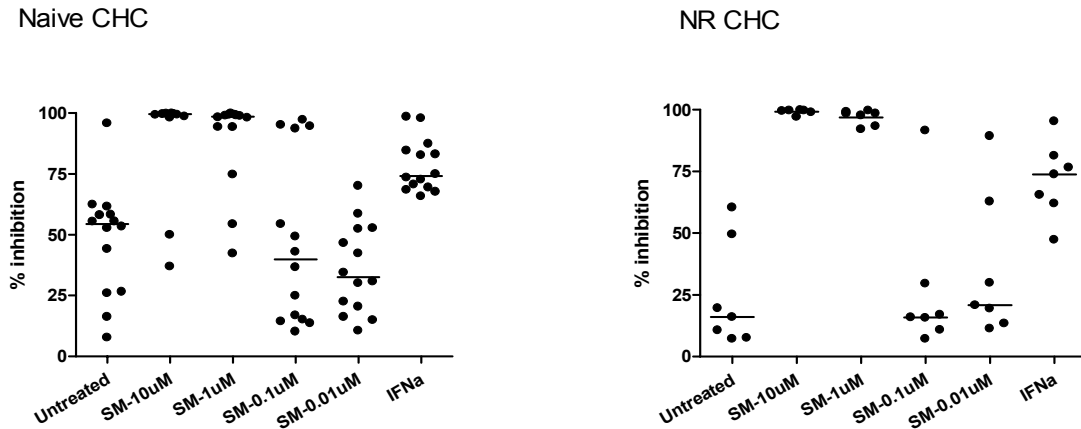 Naive CHC
100
75
50
25
0
% inhibition
Untreated
SM-10uM
SM-1uM
SM-0.1uM
SM-0.01uM
IFNa
NR CHC
100
75
50
25
0
% inhibition
Untreated
SM-10uM
SM-1uM
SM-0.1uM
SM-0.01uM
IFNa